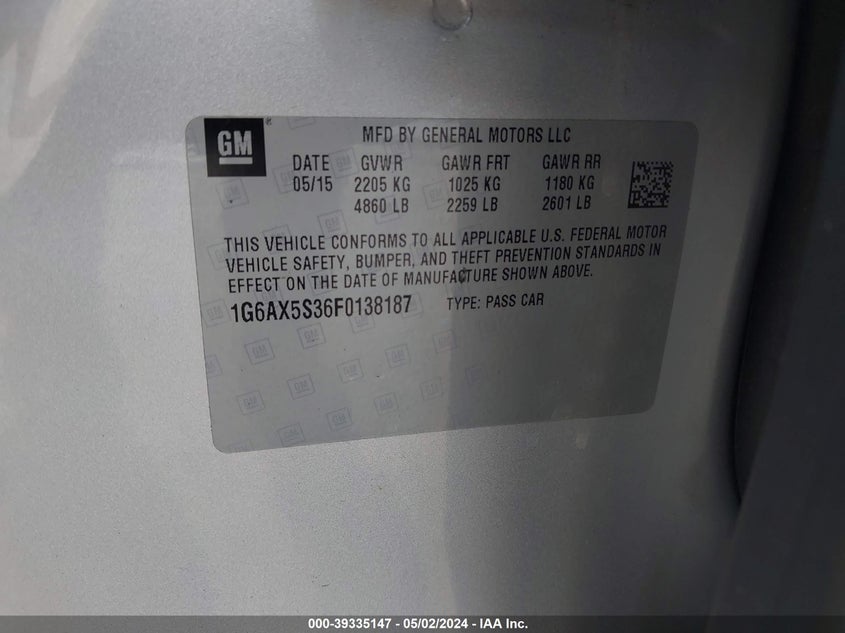 GM
MFD BY GENERAL MOTORS LLC
DATE GVWR GAWR FRT GAWR RR
05/15 2205 KG 1025 KG 1180 KG
4860 LB 2259 LB 2601 LB
THIS VEHICLE CONFORMS TO ALL APPLICABLE U.S. FEDERAL MOTOR
VEHICLE SAFETY, BUMPER, AND THEFT PREVENTION STANDARDS IN
EFFECT ON THE DATE OF MANUFACTURE SHOWN ABOVE.
1G6AX5S36F0138187 TYPE: PASS CAR
000-39335147 - 05/02/2024 - IAA Inc.